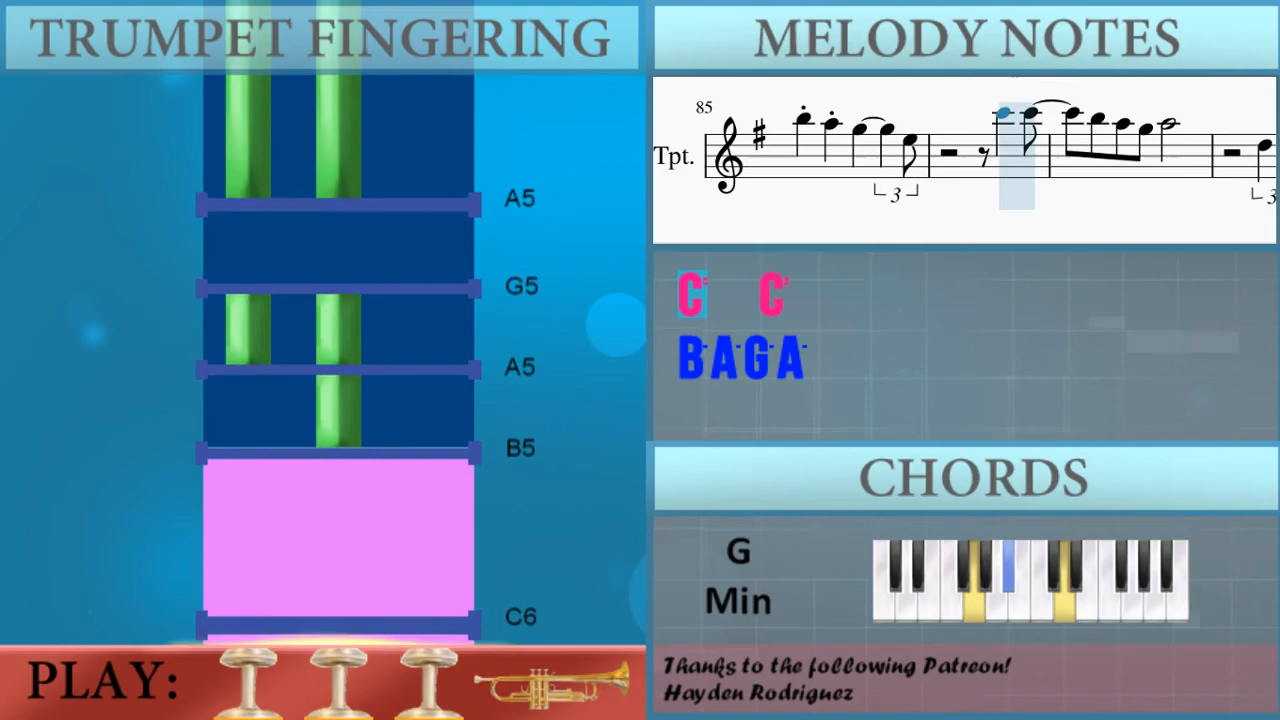 TRUMPET FINGERING
A5
G5
A5
B5
C6
PLAY:
MELODY NOTES
85
Tpt.
3
3
C C
BAGA
CHORDS
G
Min
Thanks to the following Patreon!
Hayden Rodriguez